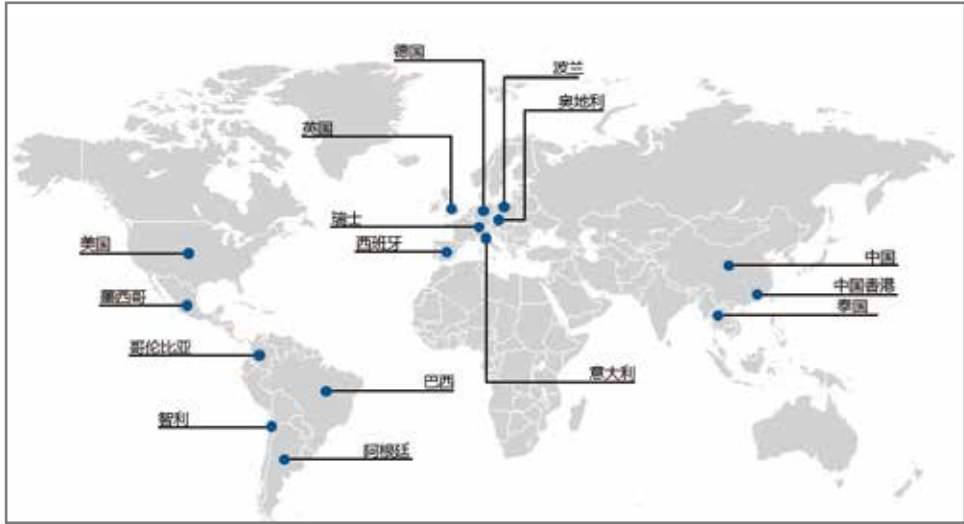 德国
波兰
奥地利
英国
瑞士
西班牙
美国
中国
中国香港
墨西哥
泰国
哥伦比亚
意大利
巴西
智利
阿根廷